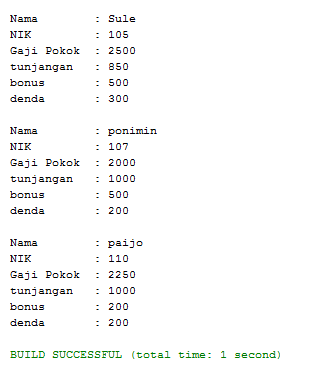 Nama        : Sule
NIK         : 105
Gaji Pokok  : 2500
tunjangan   : 850
bonus       : 500
denda       : 300

Nama        : ponimin
NIK         : 107
Gaji Pokok  : 2000
tunjangan   : 1000
bonus       : 500
denda       : 200

Nama        : paijo
NIK         : 110
Gaji Pokok  : 2250
tunjangan   : 1000
bonus       : 200
denda       : 200

BUILD SUCCESSFUL (total time: 1 second)